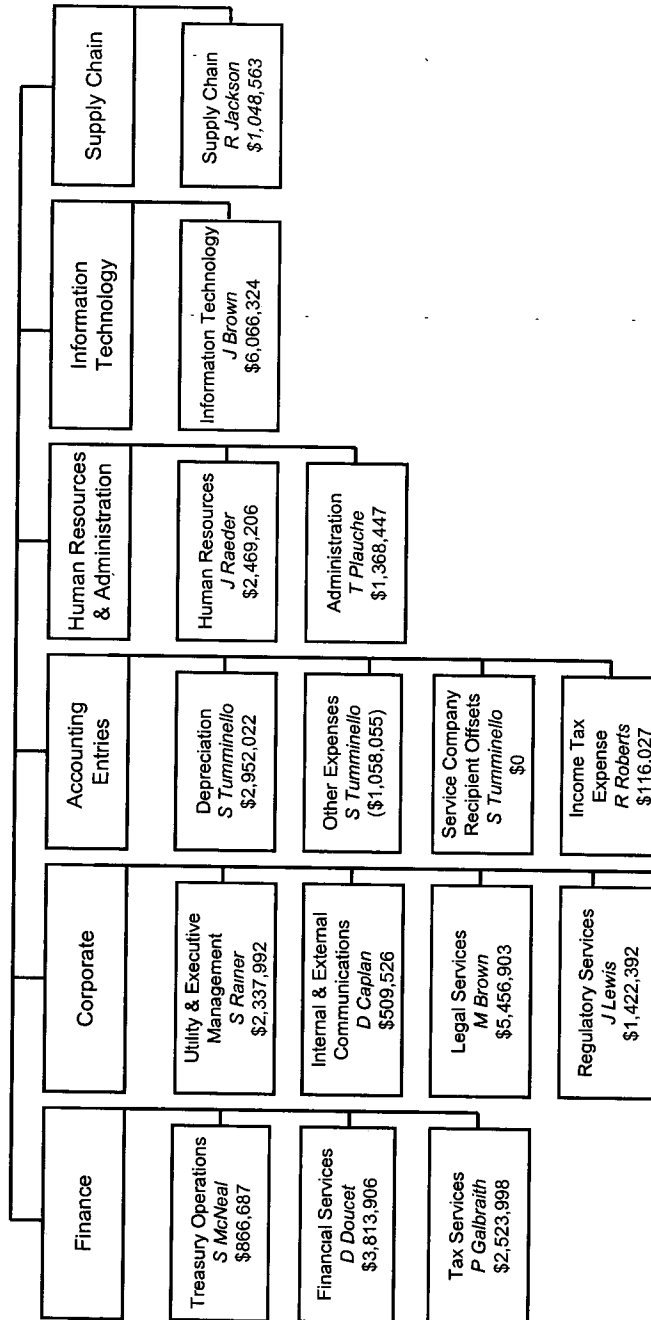 Finance
Treasury Operations
S McNeal
$866,687
Financial Services
D Doucet
$3,813,906
Tax Services
P Galbraith
$2,523,998
Corporate
Utility & Executive
Management
S Rainer
$2,337,992
Internal & External
Communications
D Caplan
$509,526
Legal Services
M Brown
$5,456,903
Regulatory Services
J Lewis
$1,422,392
Accounting
Entries
Depreciation
S Tumminello
$2,952,022
Other Expenses
S Tumminello
($1,058,055)
Service Company
Recipient Offsets
S Tumminello
$0
Income Tax
Expense
R Roberts
$116,027
Human Resources
& Administration
Human Resources
J Raeder
$2,469,206
Administration
T Plauche
$1,368,447
Information
Technology
Information Technology
J Brown
$6,066,324
Supply Chain
Supply Chain
R Jackson
$1,048,563